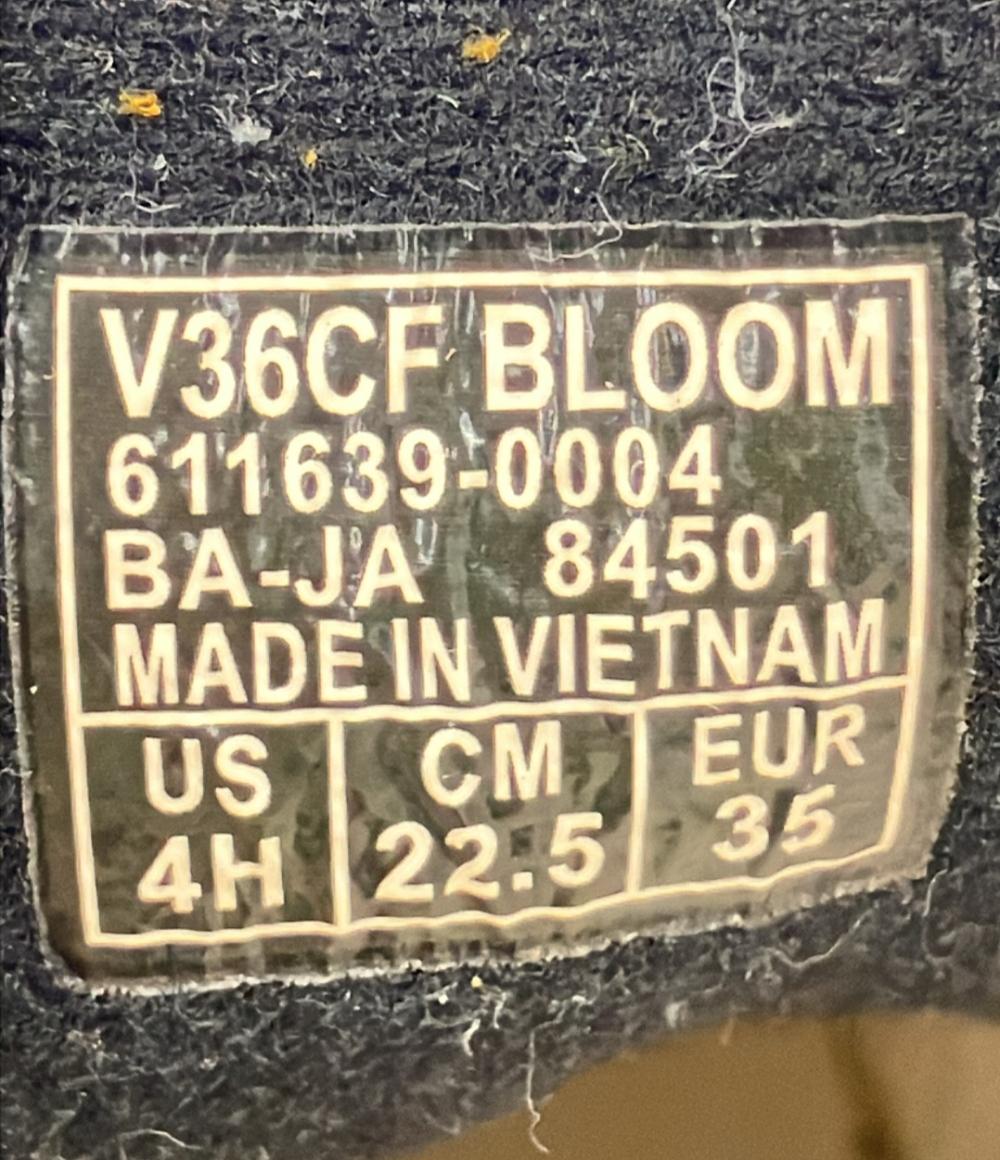 V36CF BLOOM
611639-0004
BA-JA 84501
MADE IN VIETNAM
US CM EUR
4H 22.5 35